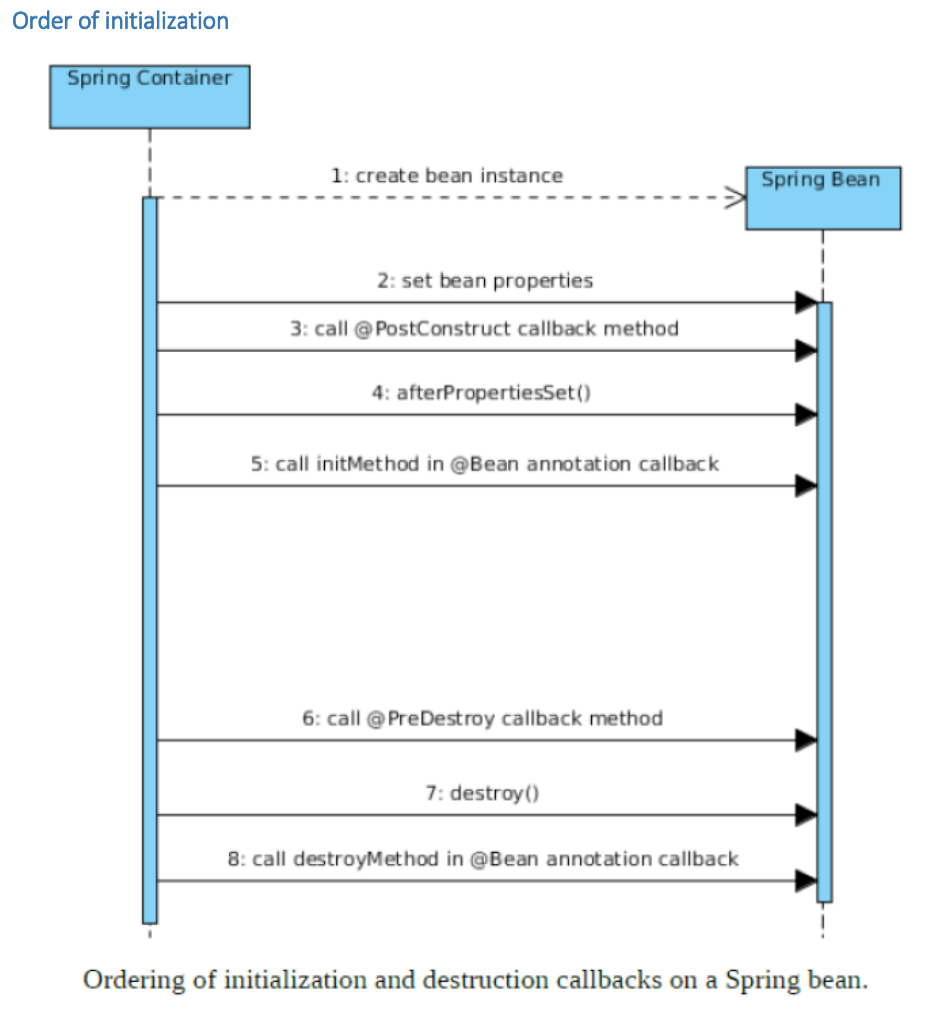 Order of initialization
Spring Container
1: create bean instance
Spring Bean
2: set bean properties
3: call @PostConstruct callback method
4: afterPropertiesSet()
5: call initMethod in @Bean annotation callback
6: call @PreDestroy callback method
7: destroy()
8: call destroyMethod in @Bean annotation callback
Ordering of initialization and destruction callbacks on a Spring bean.